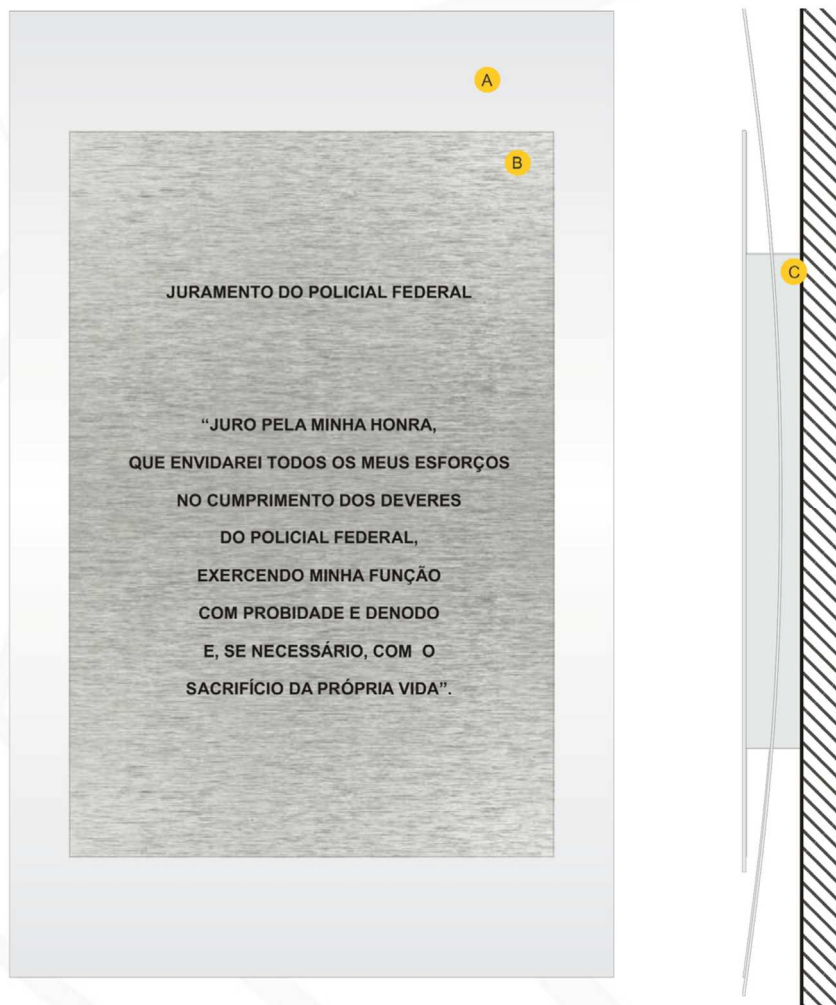 A
B
C
JURAMENTO DO POLICIAL FEDERAL
“JURO PELA MINHA HONRA,
QUE ENVIDAREI TODOS OS MEUS ESFORÇOS
NO CUMPRIMENTO DOS DEVERES
DO POLICIAL FEDERAL,
EXERCENDO MINHA FUNÇÃO
COM PROBIDADE E DENODO
E, SE NECESSÁRIO, COM O
SACRIFÍCIO DA PRÓPRIA VIDA”.